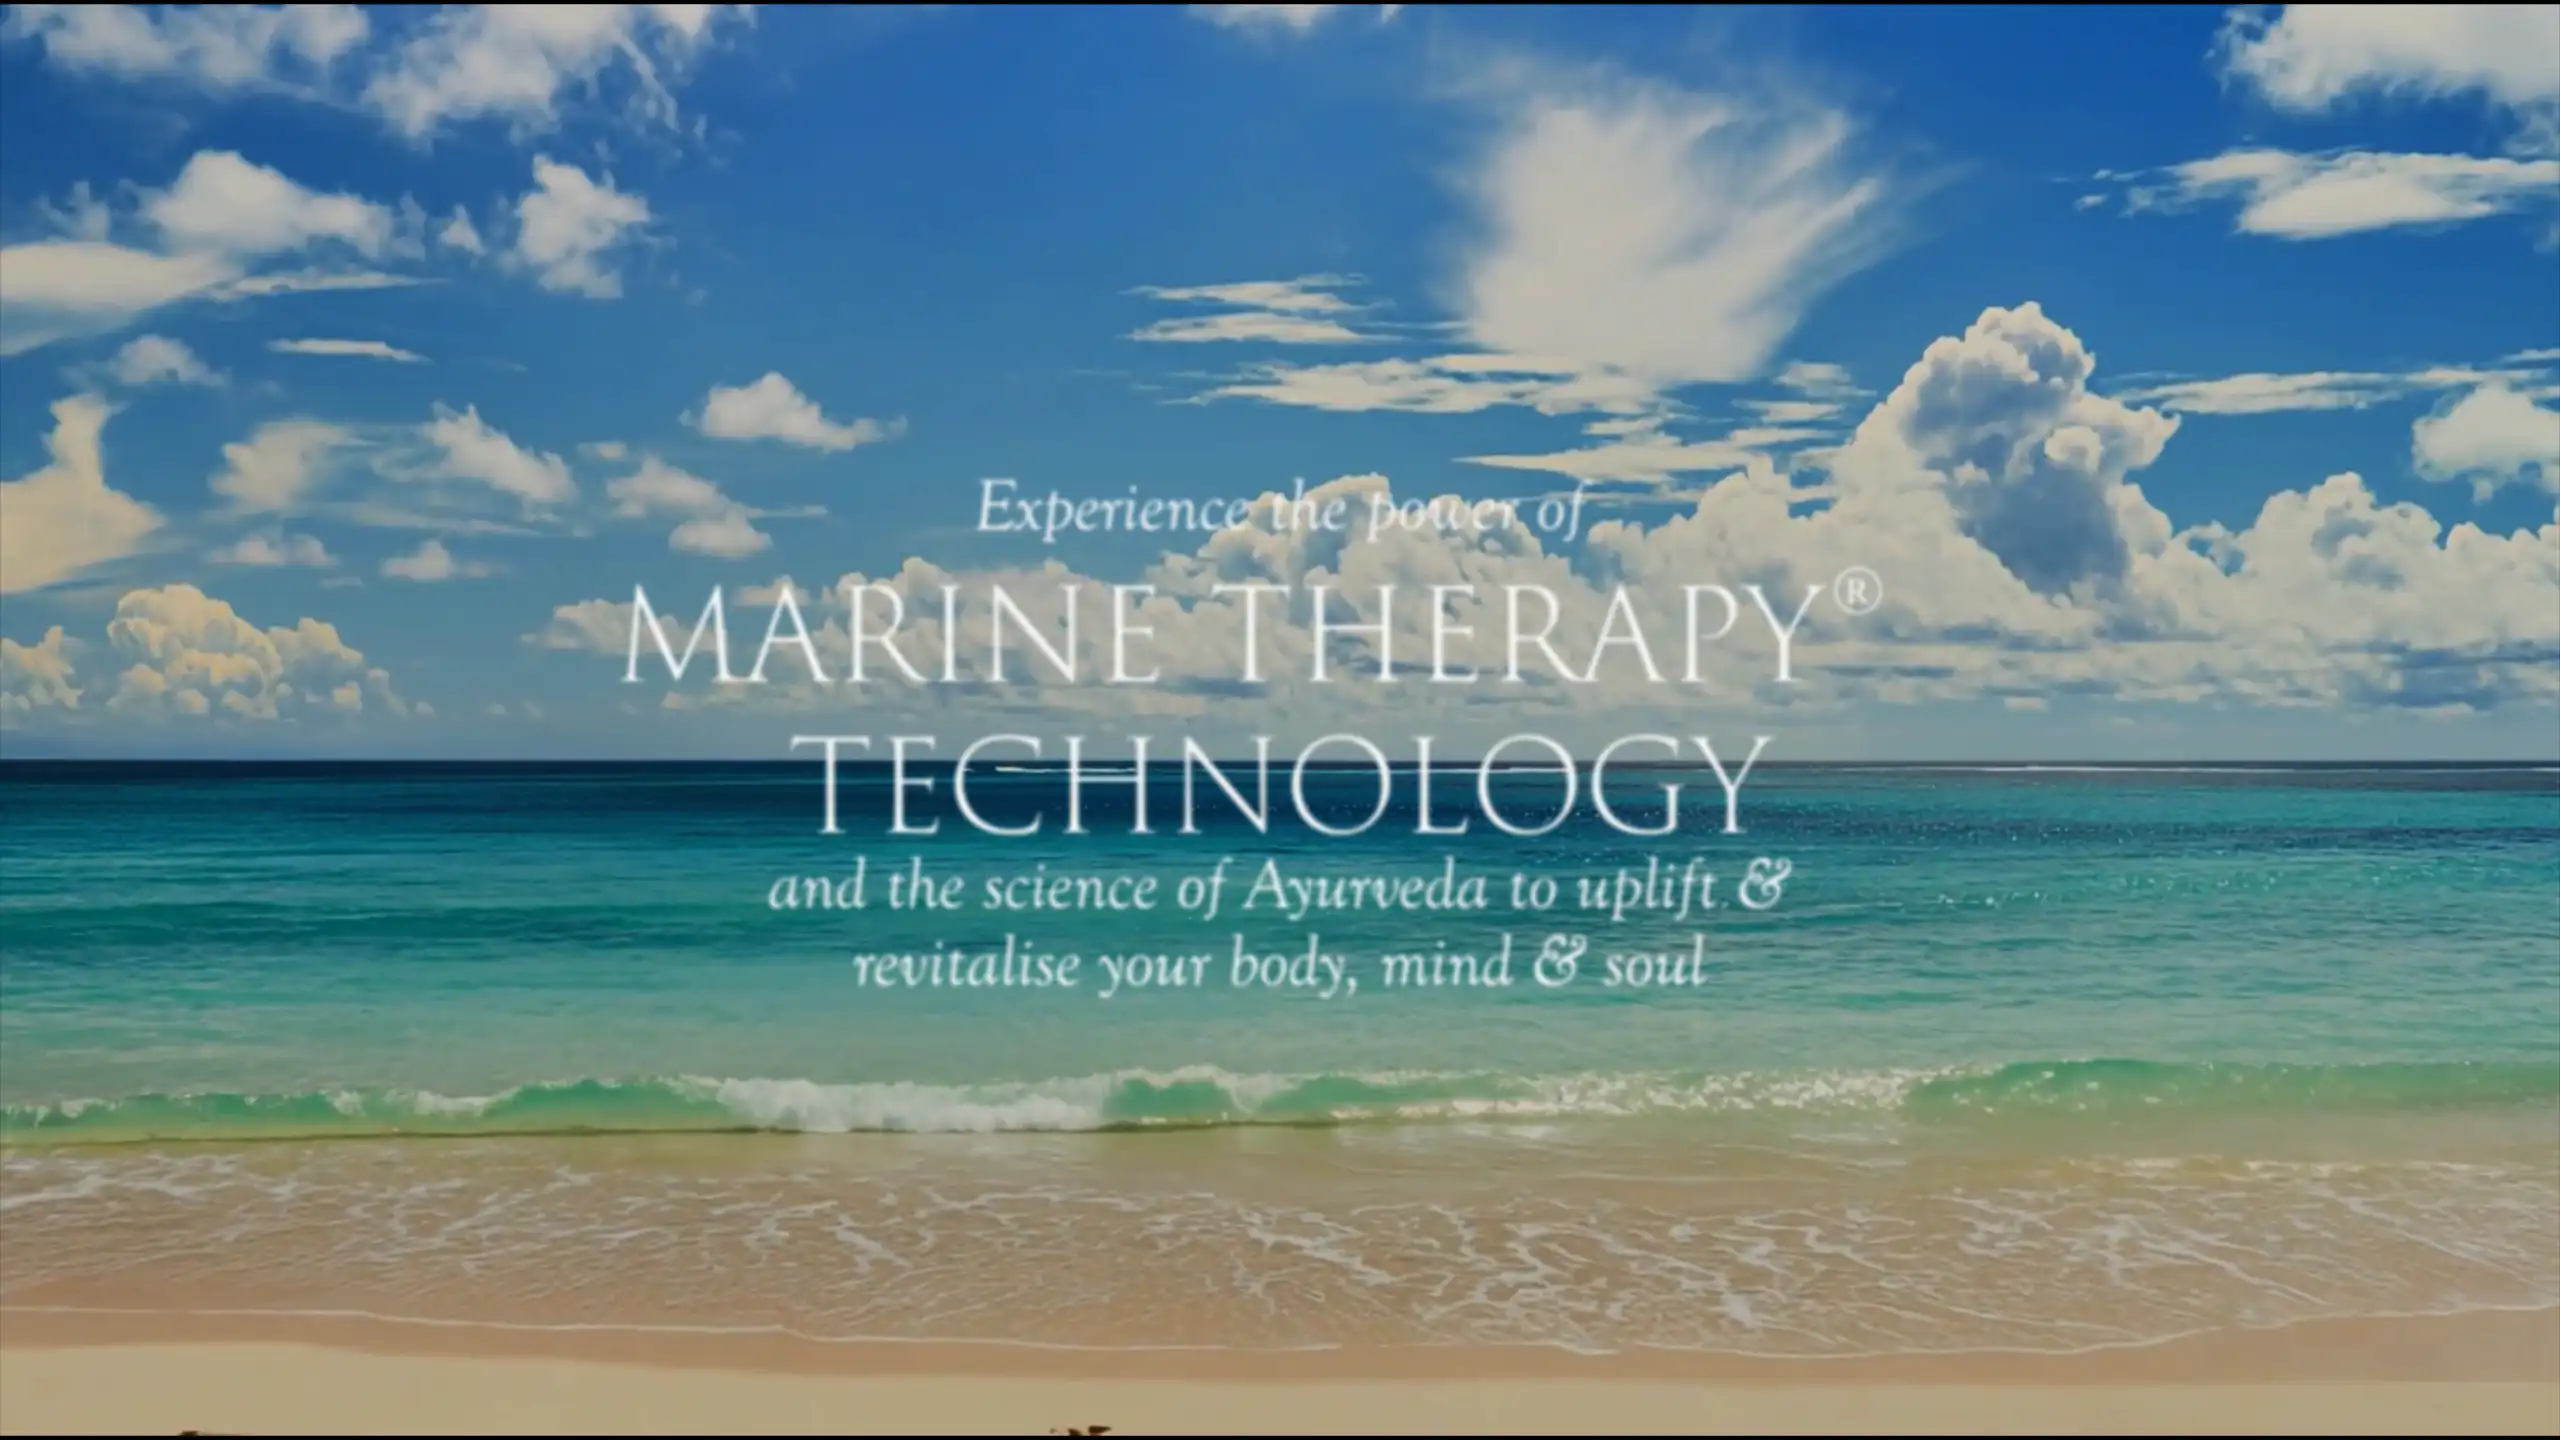 Experience the power of
MARINE THERAPY®
TECHNOLOGY
and the science of Ayurveda to uplift &
revitalise your body, mind & soul